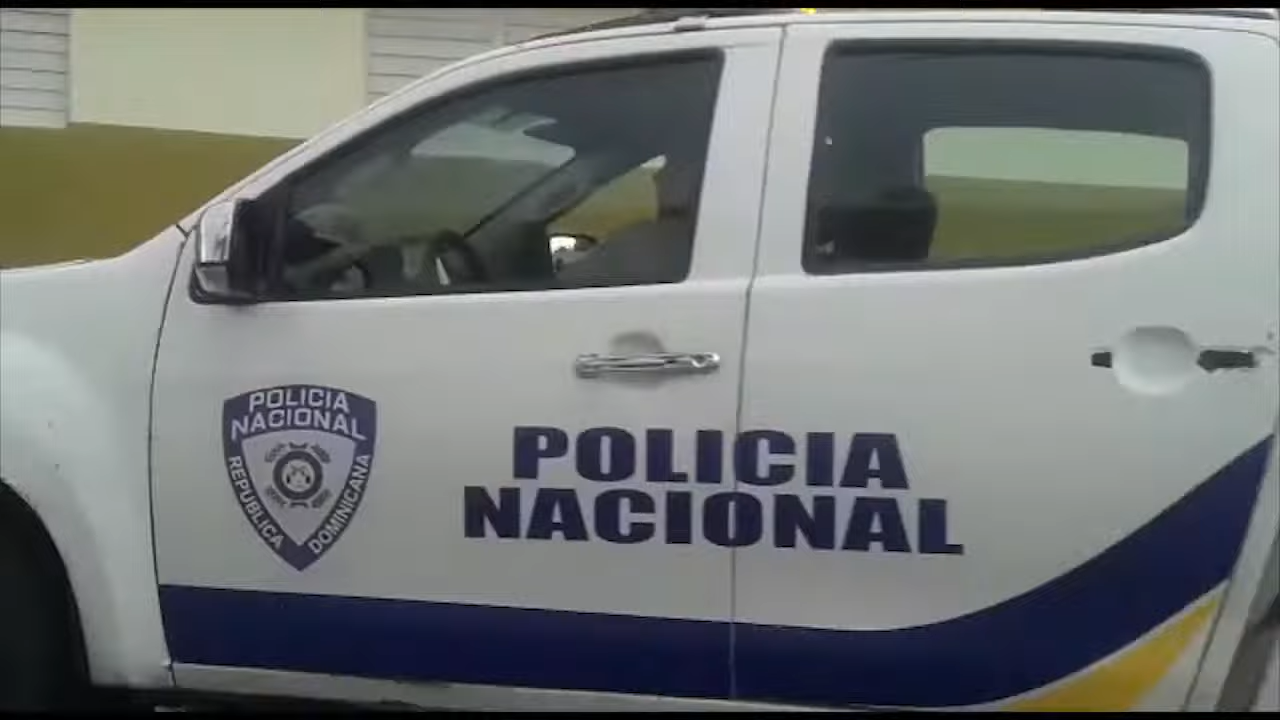 POLICIA
NACIONAL
REPUBLICA
DOMINICANA
POLICIA
NACIONAL